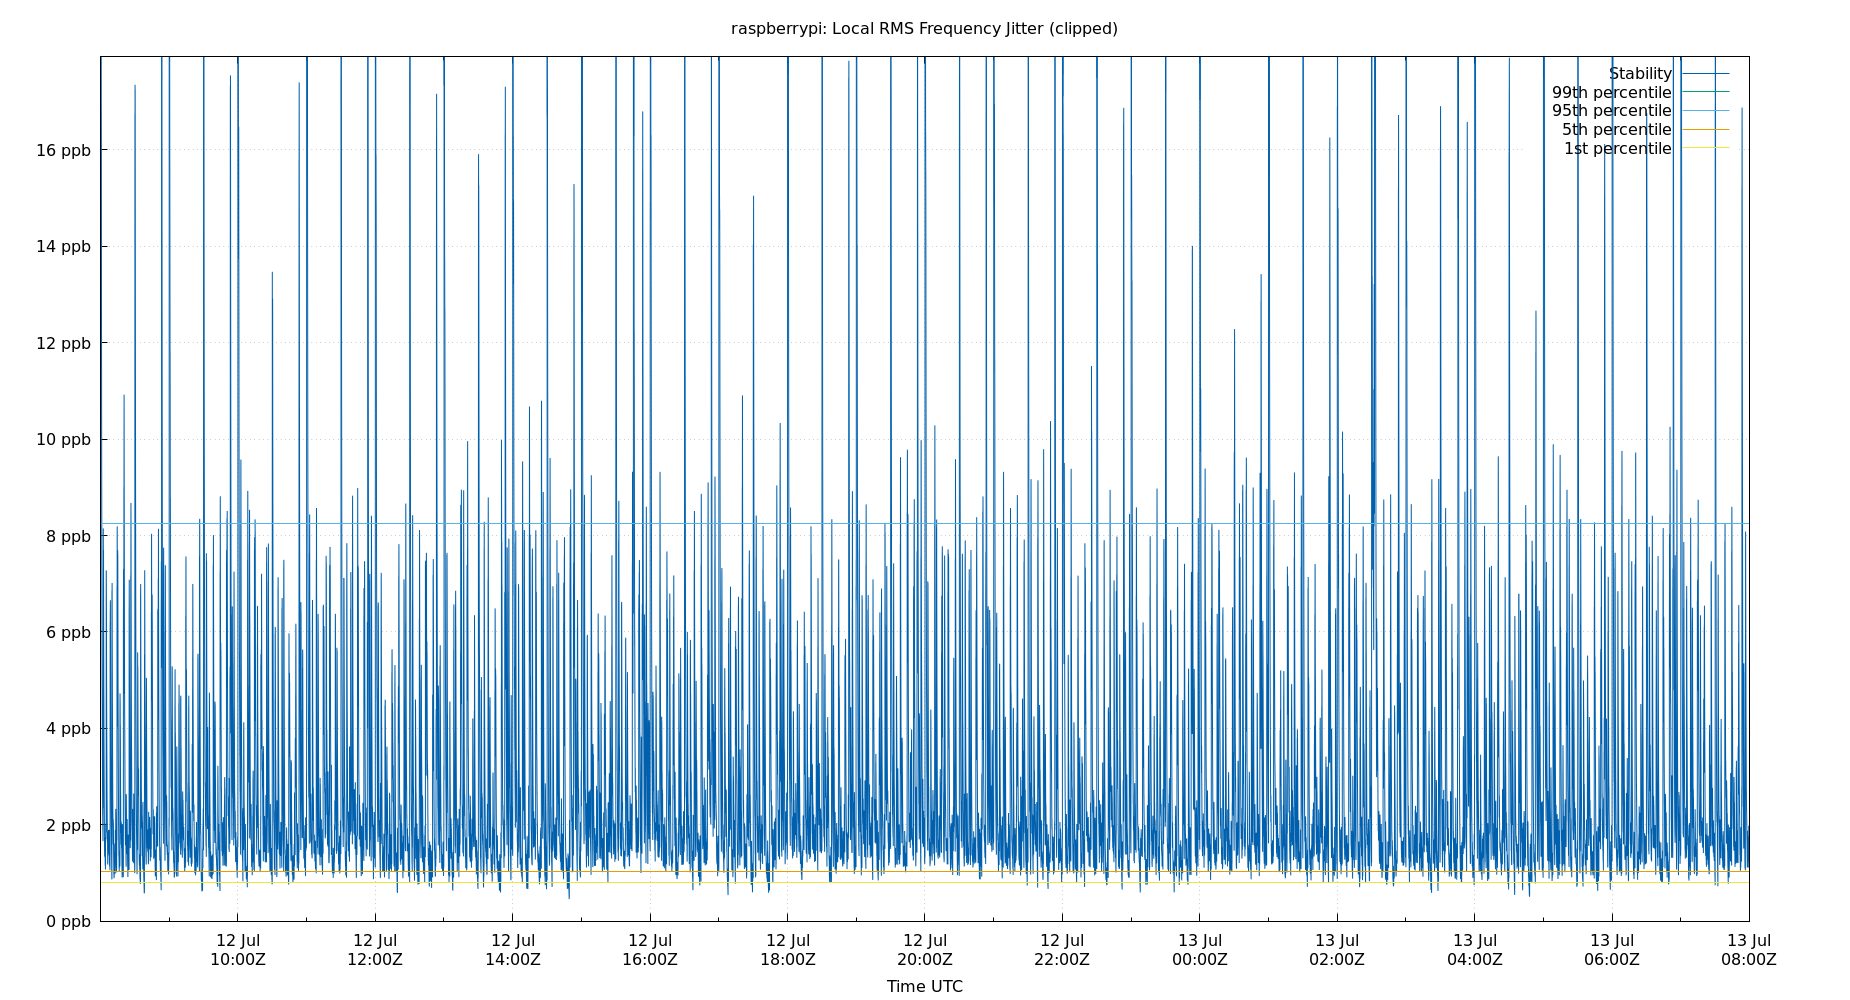 raspberrypi: Local RMS Frequency Jitter (clipped)
Stability
99th percentile
95th percentile
5th percentile
1st percentile
16 ppb
14 ppb
12 ppb
10 ppb
8 ppb
6 ppb
4 ppb
2 ppb
0 ppb
12 Jul 12 Jul 12 Jul 12 Jul 12 Jul 12 Jul 12 Jul 13 Jul 13 Jul 13 Jul 13 Jul 13 Jul
10:00Z 12:00Z 14:00Z 16:00Z 18:00Z 20:00Z 22:00Z 00:00Z 02:00Z 04:00Z 06:00Z 08:00Z
Time UTC